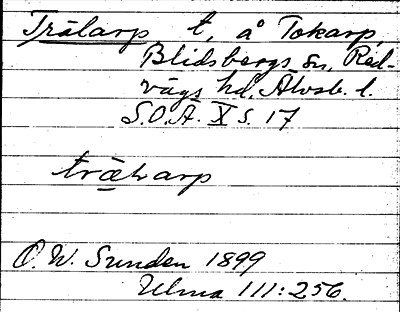 Trälarp t, å Tokarp,
Blidsbergs sn, Red-
vägs hd, Älvsb. l.
S.O.Ä. X s. 17
trälarp
O. W. Sunden 1899
Ulma 111:256.